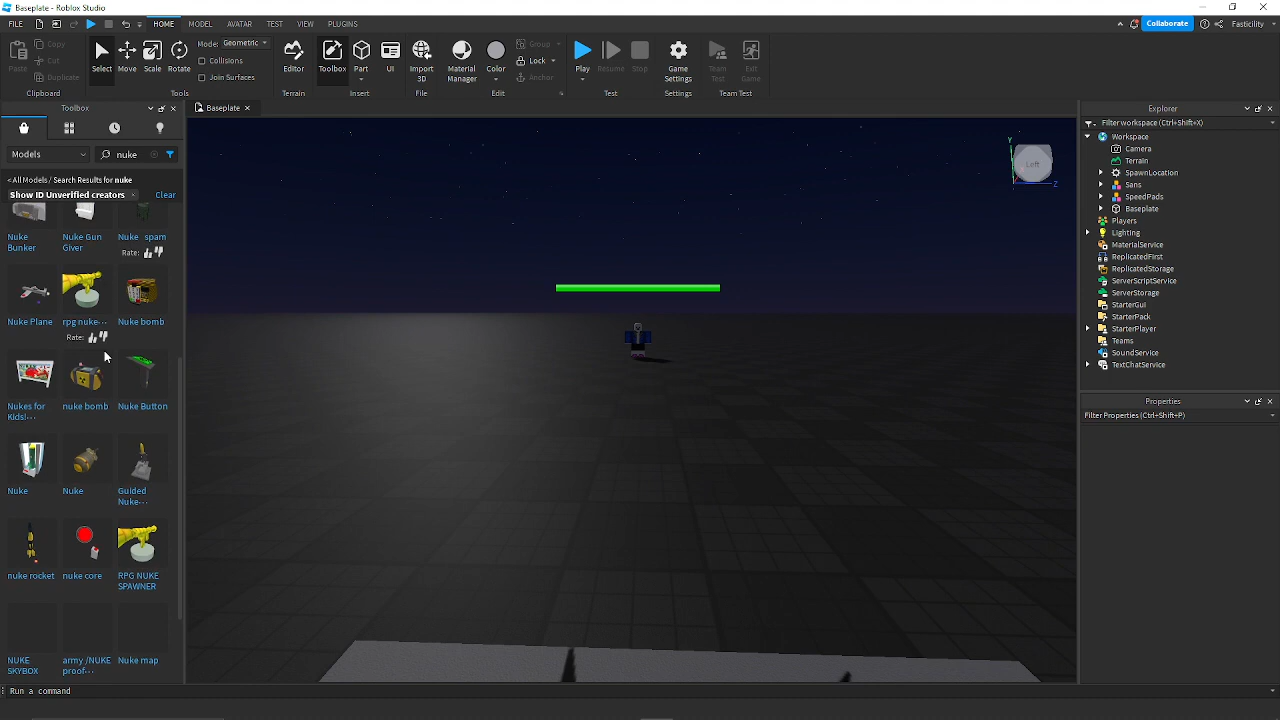 Baseplate - Roblox Studio
FILE HOME MODEL AVATAR TEST VIEW PLUGINS Collaborate Fasticility
Paste Copy Cut Duplicate
Select Move Scale Rotate
Mode: Geometric
Collisions
Join Surfaces
Editor Toolbox Part UI Import 3D Material Manager Color
Group
Lock
Anchor
Play Resume Stop Game Settings Team Test Exit Game
Clipboard Tools Terrain Insert File Edit Test Settings Team Test
Toolbox
Models nuke
< All Models / Search Results for nuke
Show ID Unverified creators Clear
Nuke Bunker
Nuke Gun Giver
Nuke spam
Rate:
Nuke Plane
rpg nuke...
Nuke bomb
Rate:
Nukes for Kids!...
nuke bomb
Nuke Button
Nuke
Nuke
Guided Nuke...
nuke rocket
nuke core
RPG NUKE SPAWNER
NUKE SKYBOX
army /NUKE proof...
Nuke map
Baseplate
Y
Left
Z
Explorer
Filter workspace (Ctrl+Shift+X)
Workspace
Camera
Terrain
SpawnLocation
Sans
SpeedPads
Baseplate
Players
Lighting
MaterialService
ReplicatedFirst
ReplicatedStorage
ServerScriptService
ServerStorage
StarterGui
StarterPack
StarterPlayer
Teams
SoundService
TextChatService
Properties
Filter Properties (Ctrl+Shift+P)
Run a command